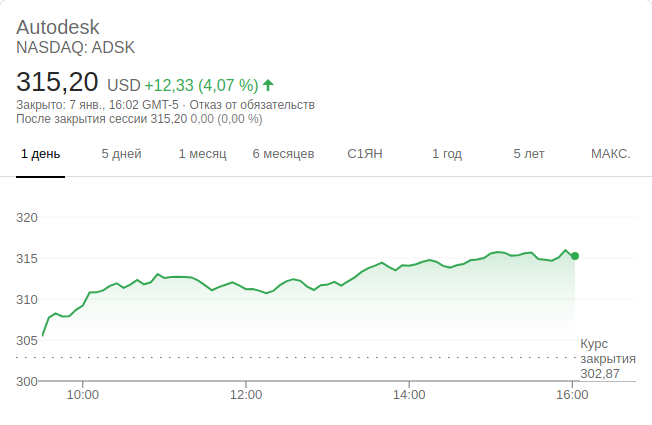 Autodesk
NASDAQ: ADSK
315,20 USD +12,33 (4,07 %)
Закрыто: 7 янв., 16:02 GMT-5 · Отказ от обязательств
После закрытия сессии 315,20 0,00 (0,00 %)
1 день 5 дней 1 месяц 6 месяцев С1ЯН 1 год 5 лет МАКС.
320
315
310
305
Курс
закрытия
302,87
300
10:00 12:00 14:00 16:00